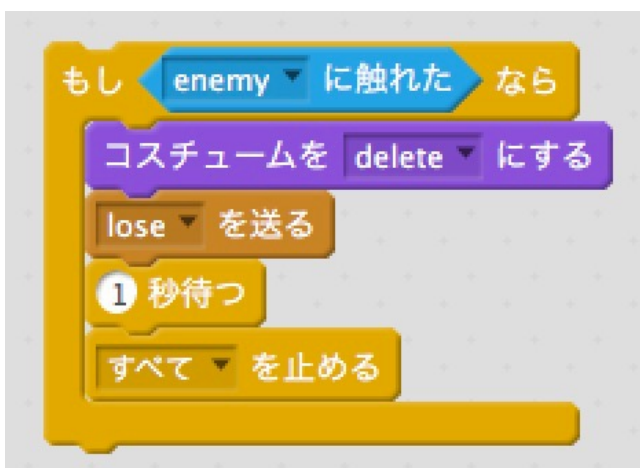 もし enemy に触れた なら
コスチュームを delete にする
lose を送る
1 秒待つ
すべて を止める